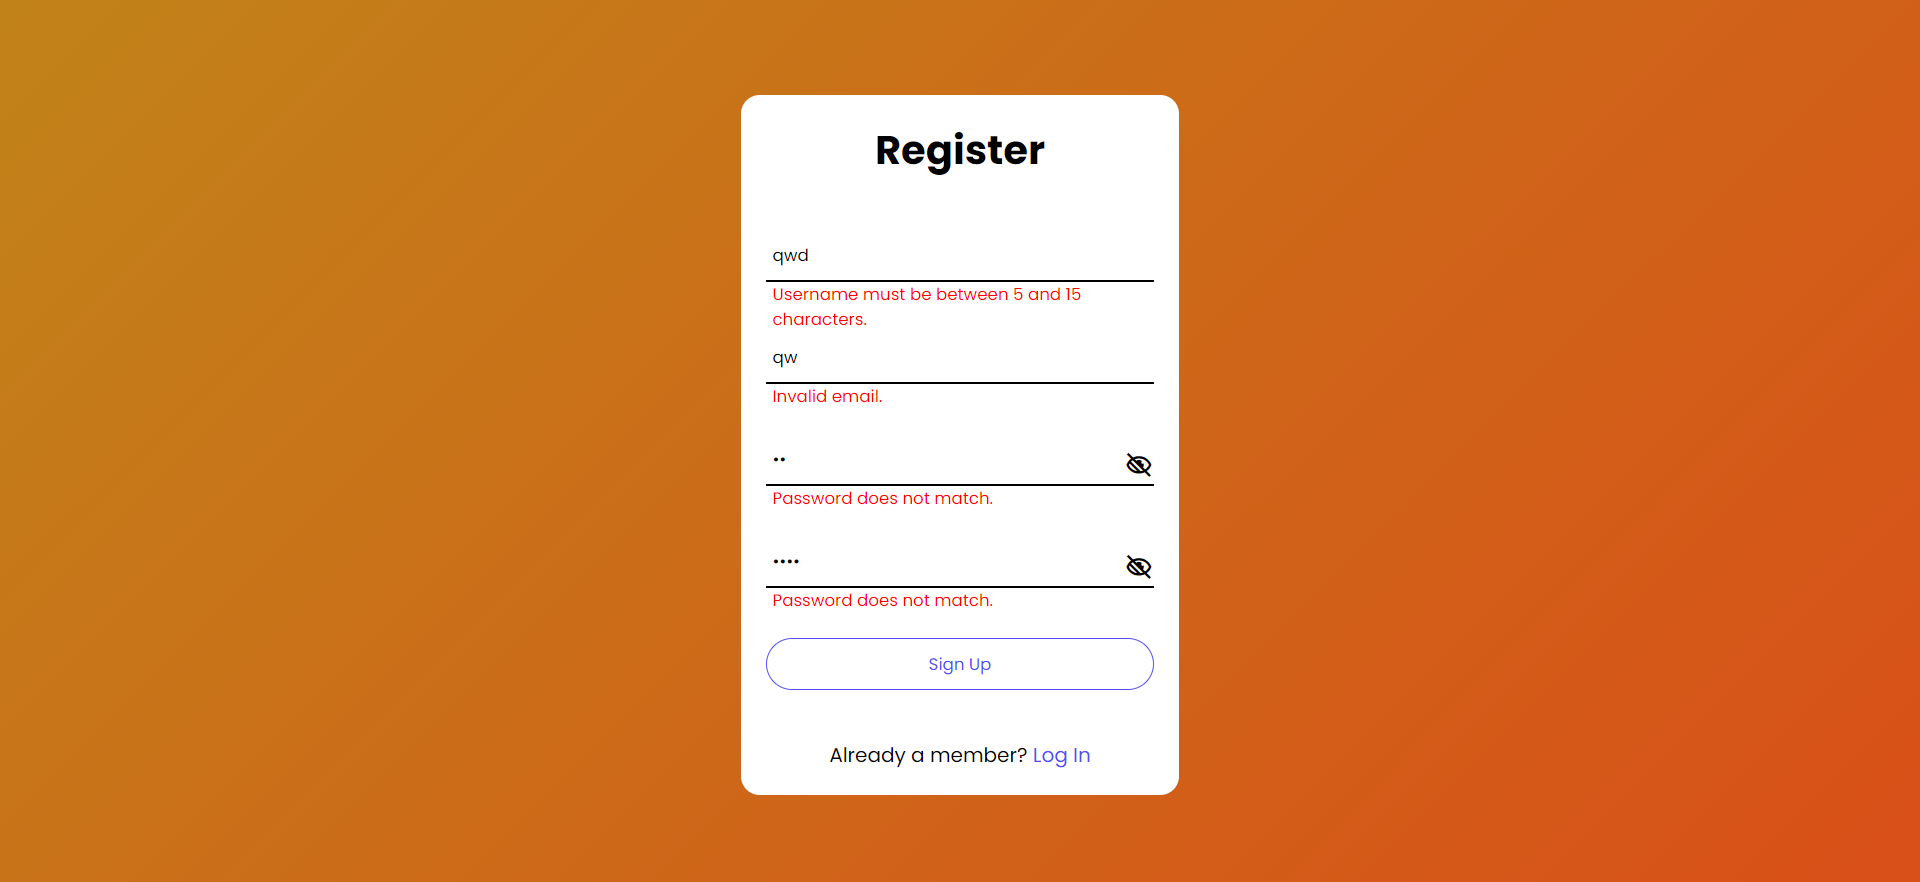 Register
qwd
Username must be between 5 and 15
characters.
qw
Invalid email.
••
Password does not match.
••••
Password does not match.
Sign Up
Already a member? Log In